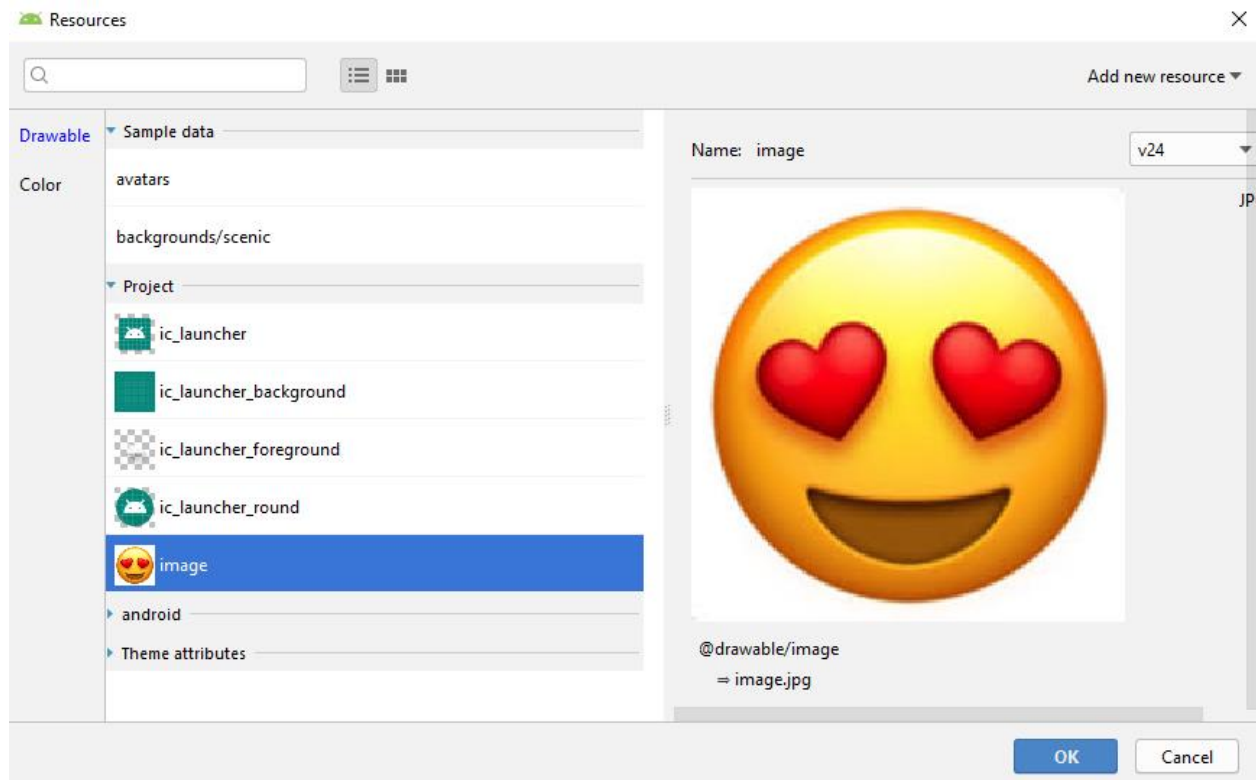 Resources
Add new resource
Drawable
Color
Sample data
avatars
backgrounds/scenic
Project
ic_launcher
ic_launcher_background
ic_launcher_foreground
ic_launcher_round
image
android
Theme attributes
Name: image
v24
JP
@drawable/image
⇒ image.jpg
OK
Cancel